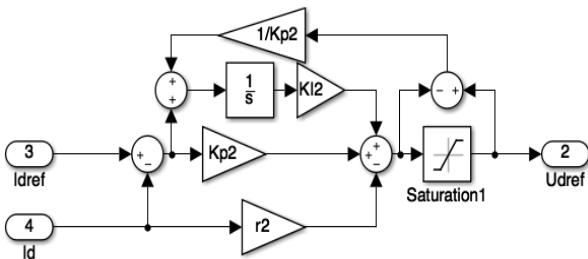 1/Kp2
+
+
1
s
KI2
- +
3
Idref
+
-
Kp2
+
+
-
Saturation1
2
Udref
4
Id
r2